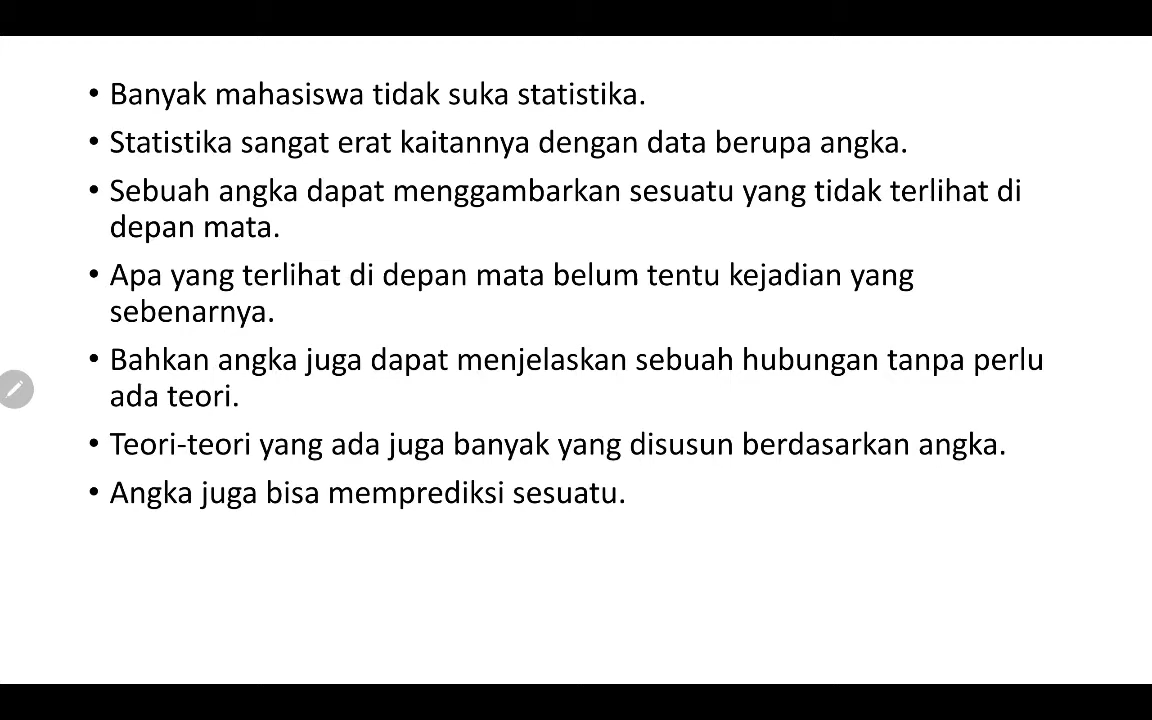 • Banyak mahasiswa tidak suka statistika.
• Statistika sangat erat kaitannya dengan data berupa angka.
• Sebuah angka dapat menggambarkan sesuatu yang tidak terlihat di
depan mata.
• Apa yang terlihat di depan mata belum tentu kejadian yang
sebenarnya.
• Bahkan angka juga dapat menjelaskan sebuah hubungan tanpa perlu
ada teori.
• Teori-teori yang ada juga banyak yang disusun berdasarkan angka.
• Angka juga bisa memprediksi sesuatu.